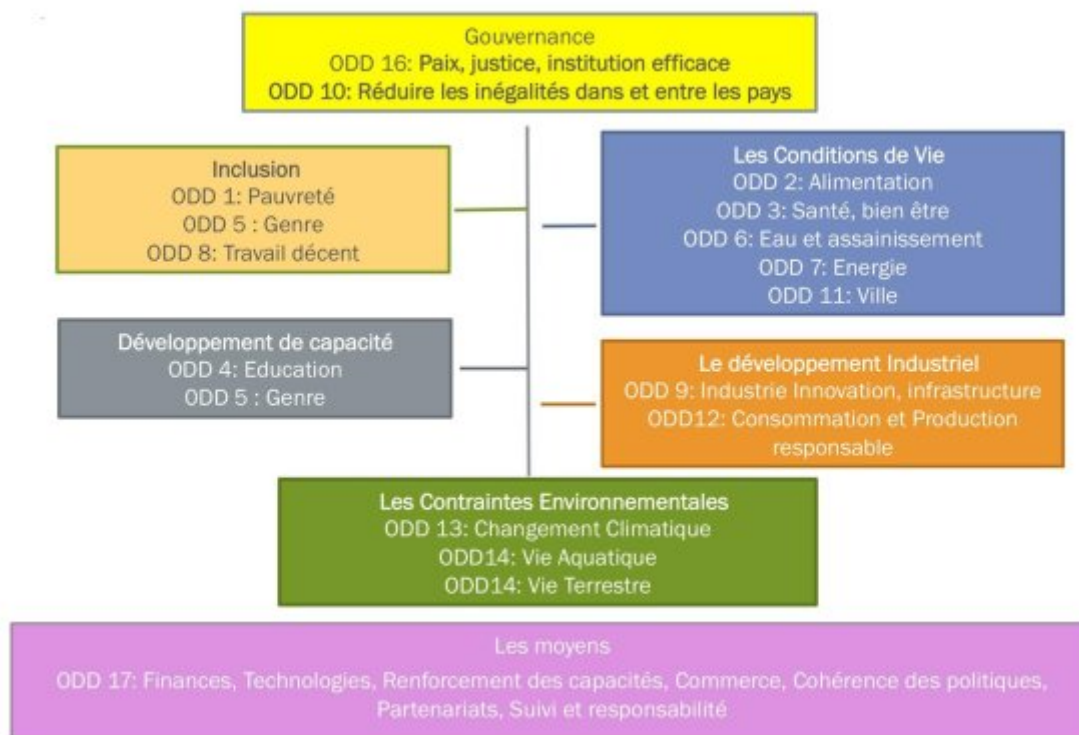 Gouvernance
ODD 16: Paix, justice, institution efficace
ODD 10: Réduire les inégalités dans et entre les pays
Inclusion
ODD 1: Pauvreté
ODD 5 : Genre
ODD 8: Travail décent
Les Conditions de Vie
ODD 2: Alimentation
ODD 3: Santé, bien être
ODD 6: Eau et assainissement
ODD 7: Energie
ODD 11: Ville
Développement de capacité
ODD 4: Education
ODD 5 : Genre
Le développement Industriel
ODD 9: Industrie Innovation, infrastructure
ODD12: Consommation et Production
responsable
Les Contraintes Environnementales
ODD 13: Changement Climatique
ODD14: Vie Aquatique
ODD14: Vie Terrestre
Les moyens
ODD 17: Finances, Technologies, Renforcement des capacités, Commerce, Cohérence des politiques,
Partenariats, Suivi et responsabilité